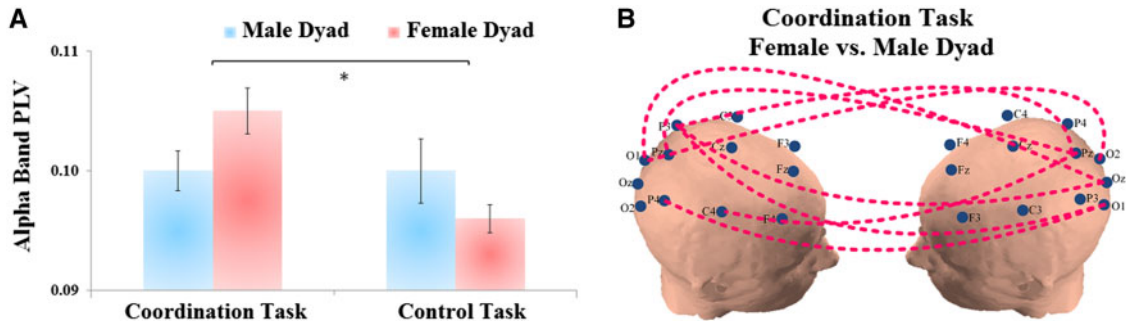 A
Male Dyad
Female Dyad
0.11
*
0.10
0.09
Alpha Band PLV
Coordination Task
Control Task
B
Coordination Task
Female vs. Male Dyad
P3
O1
Pz
Cz
F3
Oz
Fz
O2
P4
C4
F4
C4
P4
F4
Cz
Pz
O2
Fz
Oz
P3
O1
F3
C3